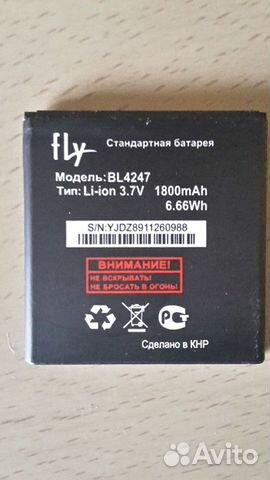 fly Стандартная батарея
Модель:BL4247
Тип: Li-ion 3.7V 1800mAh
6.66Wh
S/N:YJDZ8911260988
ВНИМАНИЕ!
НЕ ВСКРЫВАТЬ!
НЕ БРОСАТЬ В ОГОНЬ!
Сделано в КНР
Avito